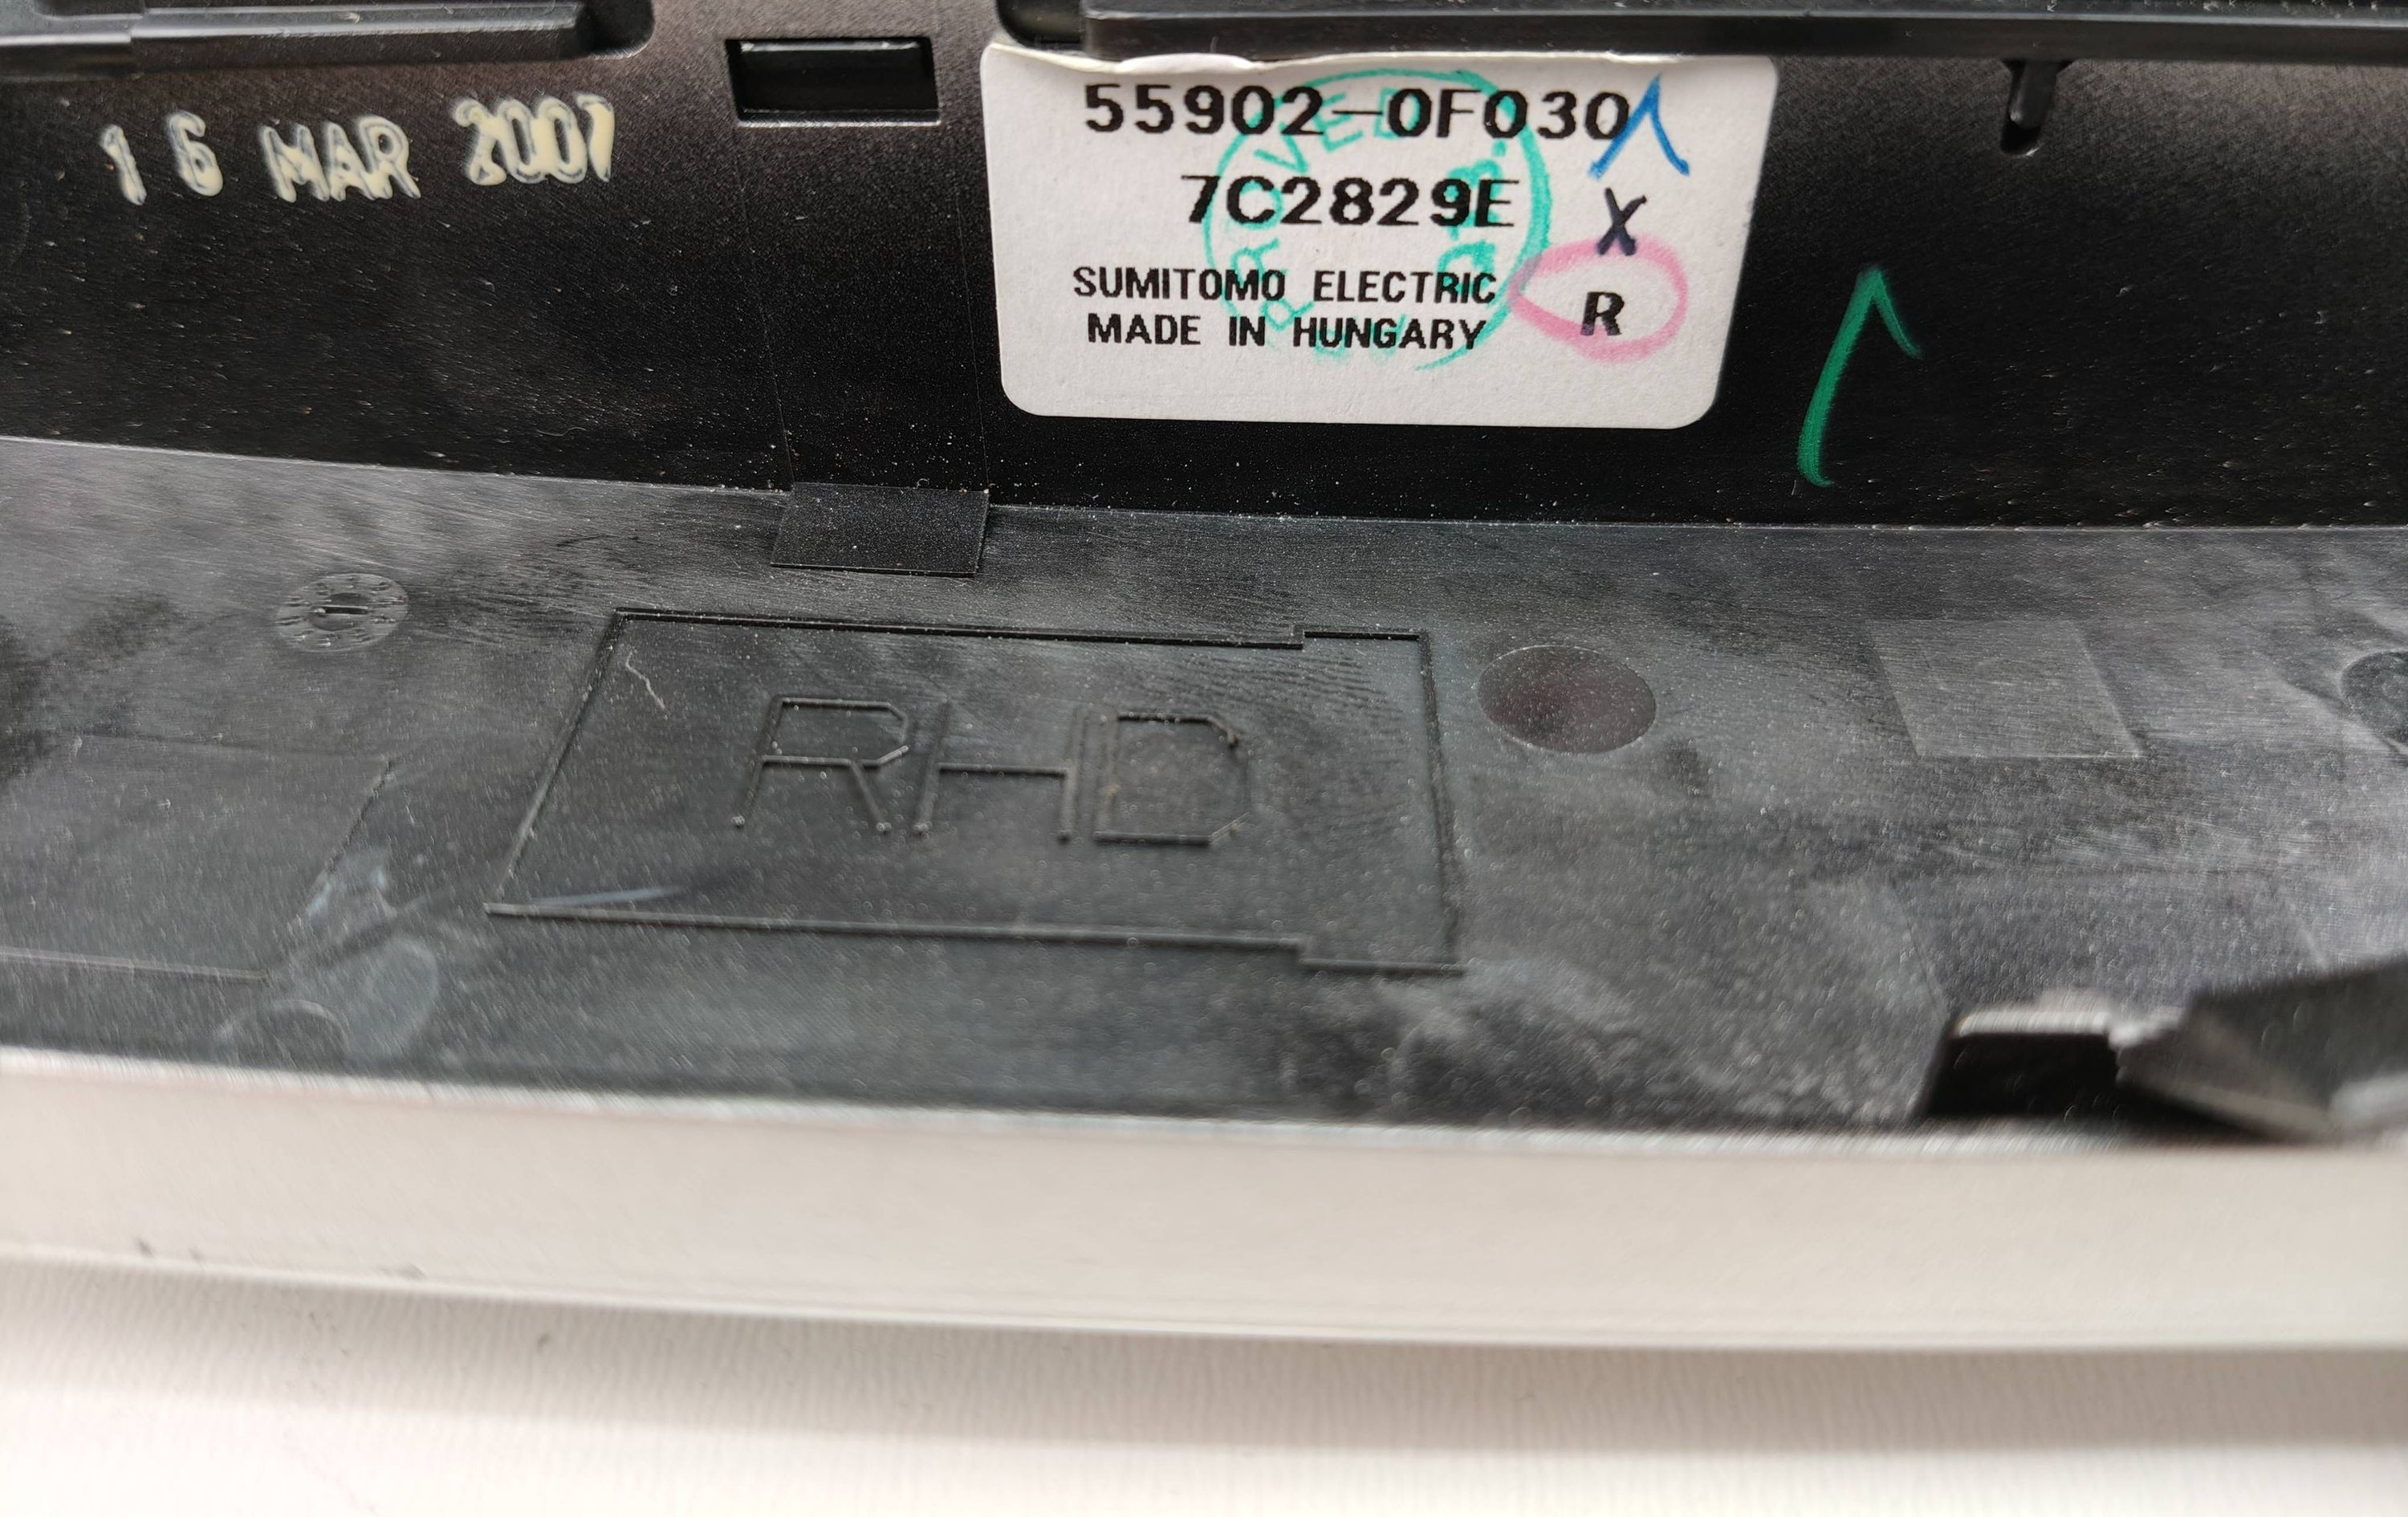 16 MAR 2007
55902-0F030
7C2829E
X
SUMITOMO ELECTRIC
R
MADE IN HUNGARY
RHD